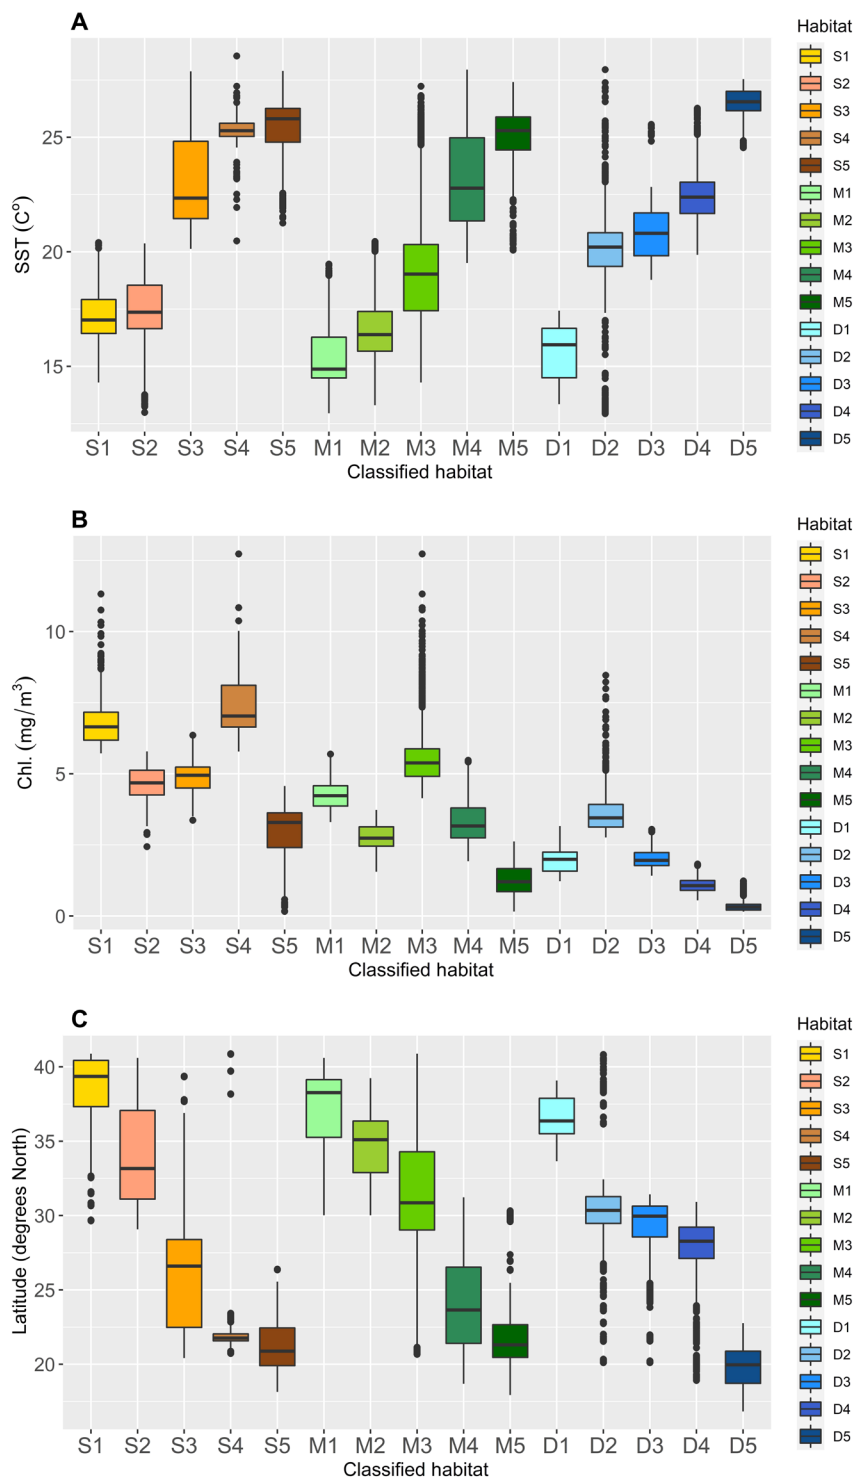 A
Habitat
S1
S2
S3
S4
S5
M1
M2
M3
M4
M5
D1
D2
D3
D4
D5
SST (C°)
25
20
15
S1 S2 S3 S4 S5 M1 M2 M3 M4 M5 D1 D2 D3 D4 D5
Classified habitat
B
Habitat
S1
S2
S3
S4
S5
M1
M2
M3
M4
M5
D1
D2
D3
D4
D5
Chl. (mg/m³)
10
5
0
S1 S2 S3 S4 S5 M1 M2 M3 M4 M5 D1 D2 D3 D4 D5
Classified habitat
C
Habitat
S1
S2
S3
S4
S5
M1
M2
M3
M4
M5
D1
D2
D3
D4
D5
Latitude (degrees North)
40
35
30
25
20
S1 S2 S3 S4 S5 M1 M2 M3 M4 M5 D1 D2 D3 D4 D5
Classified habitat